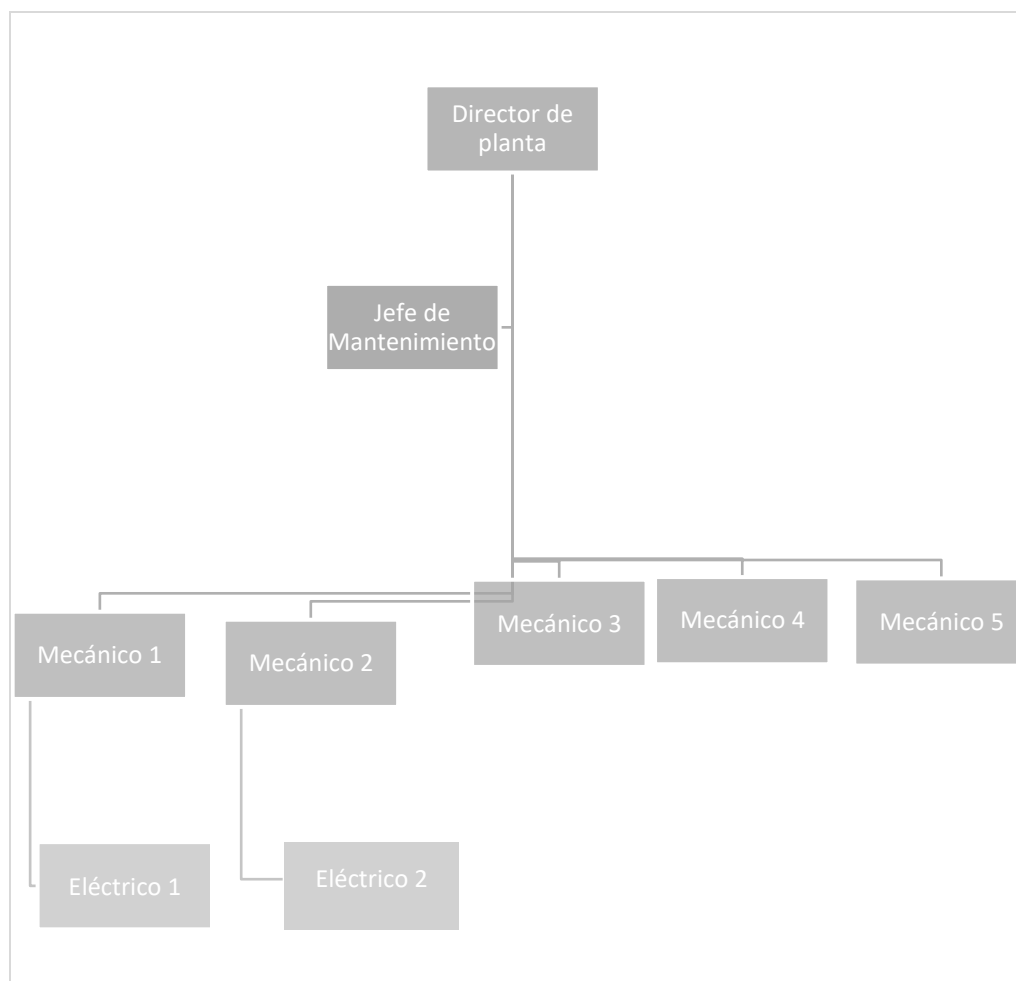 Director de
planta
Jefe de
Mantenimiento
Mecánico 1
Mecánico 2
Mecánico 3
Mecánico 4
Mecánico 5
Eléctrico 1
Eléctrico 2